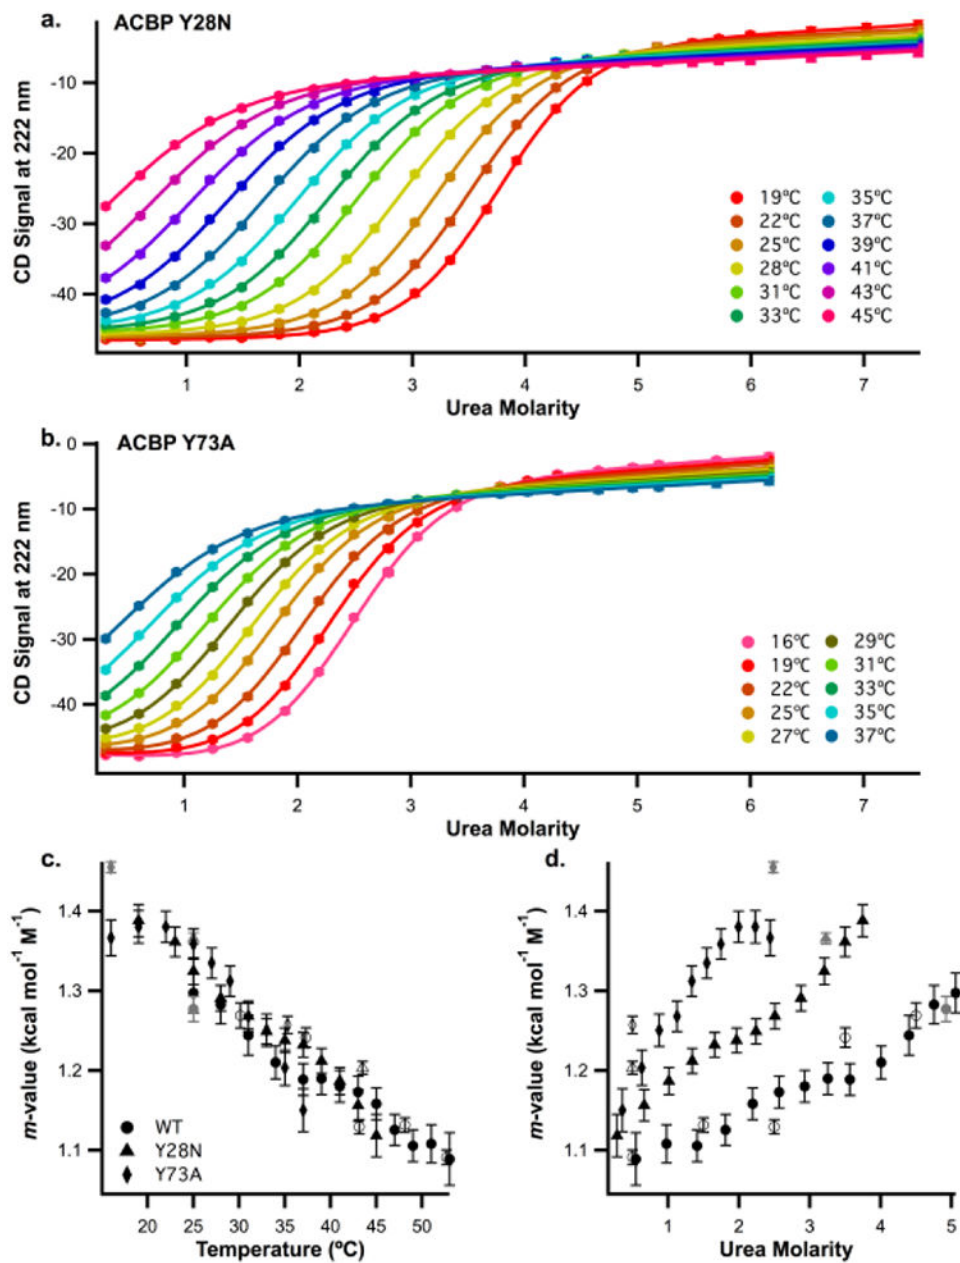 a.
ACBP Y28N
-10
-20
-30
-40
CD Signal at 222 nm
19ºC 35ºC
22ºC 37ºC
25ºC 39ºC
28ºC 41ºC
31ºC 43ºC
33ºC 45ºC
1 2 3 4 5 6 7
Urea Molarity
b.
ACBP Y73A
0
-10
-20
-30
-40
CD Signal at 222 nm
16ºC 29ºC
19ºC 31ºC
22ºC 33ºC
25ºC 35ºC
27ºC 37ºC
1 2 3 4 5 6 7
Urea Molarity
c.
1.4
1.3
1.2
1.1
m-value (kcal mol⁻¹ M⁻¹)
WT
Y28N
Y73A
20 25 30 35 40 45 50
Temperature (ºC)
d.
1.4
1.3
1.2
1.1
m-value (kcal mol⁻¹ M⁻¹)
1 2 3 4 5
Urea Molarity